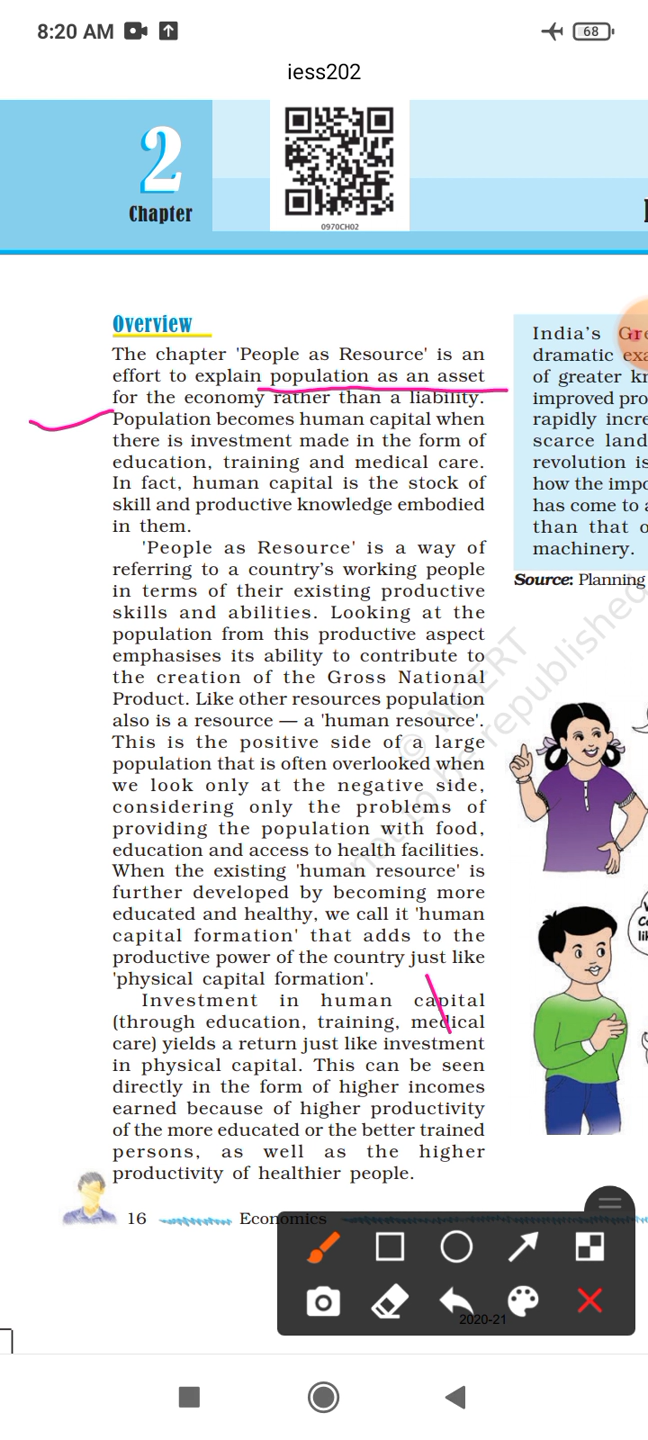 8:20 AM
68
iess202
2
Chapter
0970CH02
Overview
The chapter 'People as Resource' is an
effort to explain population as an asset
for the economy rather than a liability.
Population becomes human capital when
there is investment made in the form of
education, training and medical care.
In fact, human capital is the stock of
skill and productive knowledge embodied
in them.
'People as Resource' is a way of
referring to a country's working people
in terms of their existing productive
skills and abilities. Looking at the
population from this productive aspect
emphasises its ability to contribute to
the creation of the Gross National
Product. Like other resources population
also is a resource — a 'human resource'.
This is the positive side of a large
population that is often overlooked when
we look only at the negative side,
considering only the problems of
providing the population with food,
education and access to health facilities.
When the existing 'human resource' is
further developed by becoming more
educated and healthy, we call it 'human
capital formation' that adds to the
productive power of the country just like
'physical capital formation'.
Investment in human capital
(through education, training, medical
care) yields a return just like investment
in physical capital. This can be seen
directly in the form of higher incomes
earned because of higher productivity
of the more educated or the better trained
persons, as well as the higher
productivity of healthier people.
India's Gre
dramatic exa
of greater kn
improved pro
rapidly incre
scarce land
revolution is
how the impo
has come to a
than that o
machinery.
Source: Planning
© NCERT
not to be republished
16
Economics
2020-21